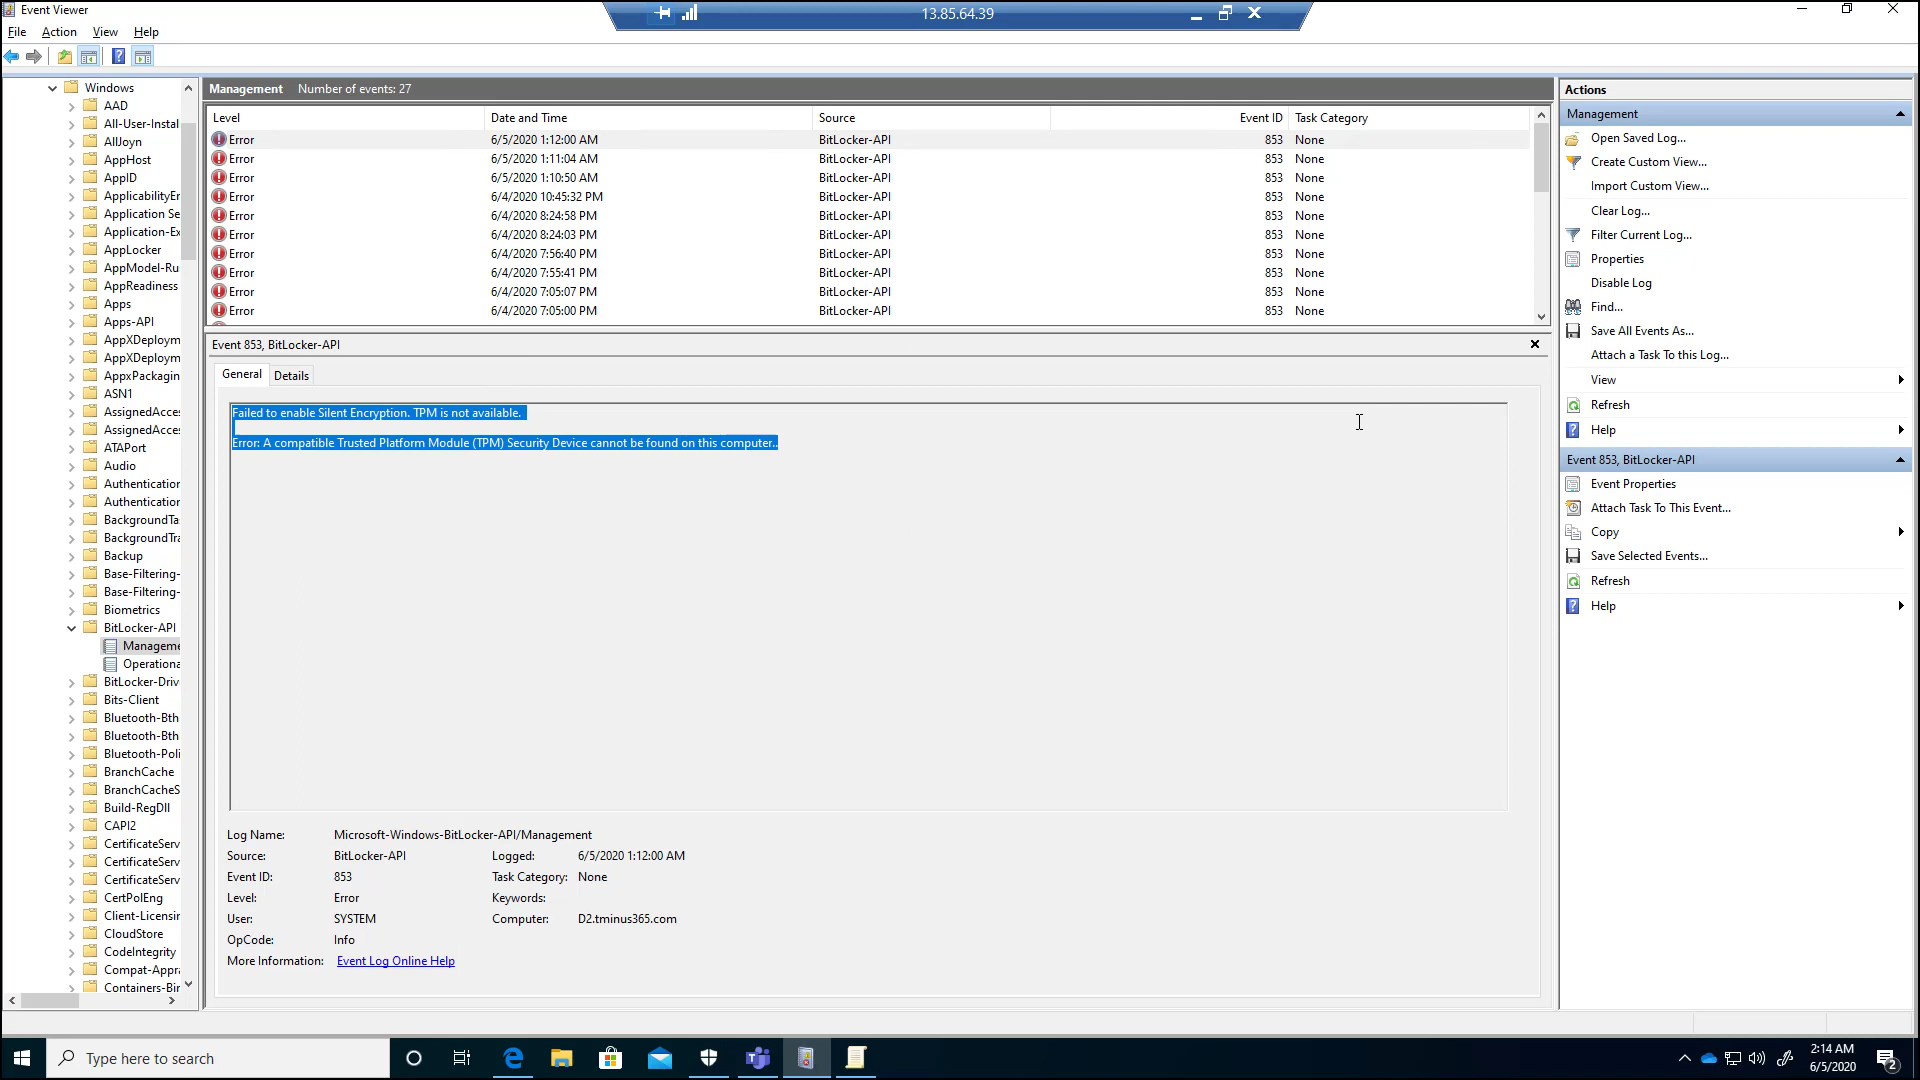 Event Viewer
13.85.64.39
File Action View Help
Windows
AAD
All-User-Instal
AllJoyn
AppHost
AppID
ApplicabilityEr
Application Se
Application-Ex
AppLocker
AppModel-Ru
AppReadiness
Apps
Apps-API
AppXDeploym
AppXDeploym
AppxPackagin
ASN1
AssignedAcces
AssignedAcces
ATAPort
Audio
Authentication
Authentication
BackgroundTa
BackgroundTra
Backup
Base-Filtering-
Base-Filtering-
Biometrics
BitLocker-API
Manageme
Operationa
BitLocker-Driv
Bits-Client
Bluetooth-Bth
Bluetooth-Bth
Bluetooth-Poli
BranchCache
BranchCacheS
Build-RegDll
CAPI2
CertificateServ
CertificateServ
CertificateServ
CertPolEng
Client-Licensin
CloudStore
CodeIntegrity
Compat-Appra
Containers-Bin
Management Number of events: 27
Level Date and Time Source Event ID Task Category
Error 6/5/2020 1:12:00 AM BitLocker-API 853 None
Error 6/5/2020 1:11:04 AM BitLocker-API 853 None
Error 6/5/2020 1:10:50 AM BitLocker-API 853 None
Error 6/4/2020 10:45:32 PM BitLocker-API 853 None
Error 6/4/2020 8:24:58 PM BitLocker-API 853 None
Error 6/4/2020 8:24:03 PM BitLocker-API 853 None
Error 6/4/2020 7:56:40 PM BitLocker-API 853 None
Error 6/4/2020 7:55:41 PM BitLocker-API 853 None
Error 6/4/2020 7:05:07 PM BitLocker-API 853 None
Error 6/4/2020 7:05:00 PM BitLocker-API 853 None
Event 853, BitLocker-API
General Details
Failed to enable Silent Encryption. TPM is not available.
Error: A compatible Trusted Platform Module (TPM) Security Device cannot be found on this computer..
Log Name: Microsoft-Windows-BitLocker-API/Management
Source: BitLocker-API Logged: 6/5/2020 1:12:00 AM
Event ID: 853 Task Category: None
Level: Error Keywords:
User: SYSTEM Computer: D2.tminus365.com
OpCode: Info
More Information: Event Log Online Help
Actions
Management
Open Saved Log...
Create Custom View...
Import Custom View...
Clear Log...
Filter Current Log...
Properties
Disable Log
Find...
Save All Events As...
Attach a Task To this Log...
View
Refresh
Help
Event 853, BitLocker-API
Event Properties
Attach Task To This Event...
Copy
Save Selected Events...
Refresh
Help
Type here to search
2:14 AM
6/5/2020
2